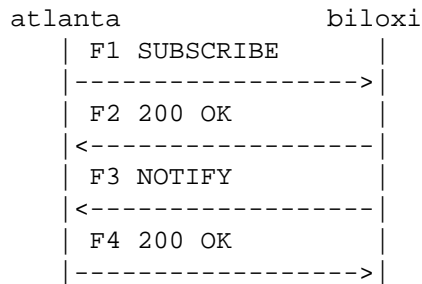 atlanta biloxi
| F1 SUBSCRIBE |
|------------------>|
| F2 200 OK |
|<------------------|
| F3 NOTIFY |
|<------------------|
| F4 200 OK |
|------------------>|